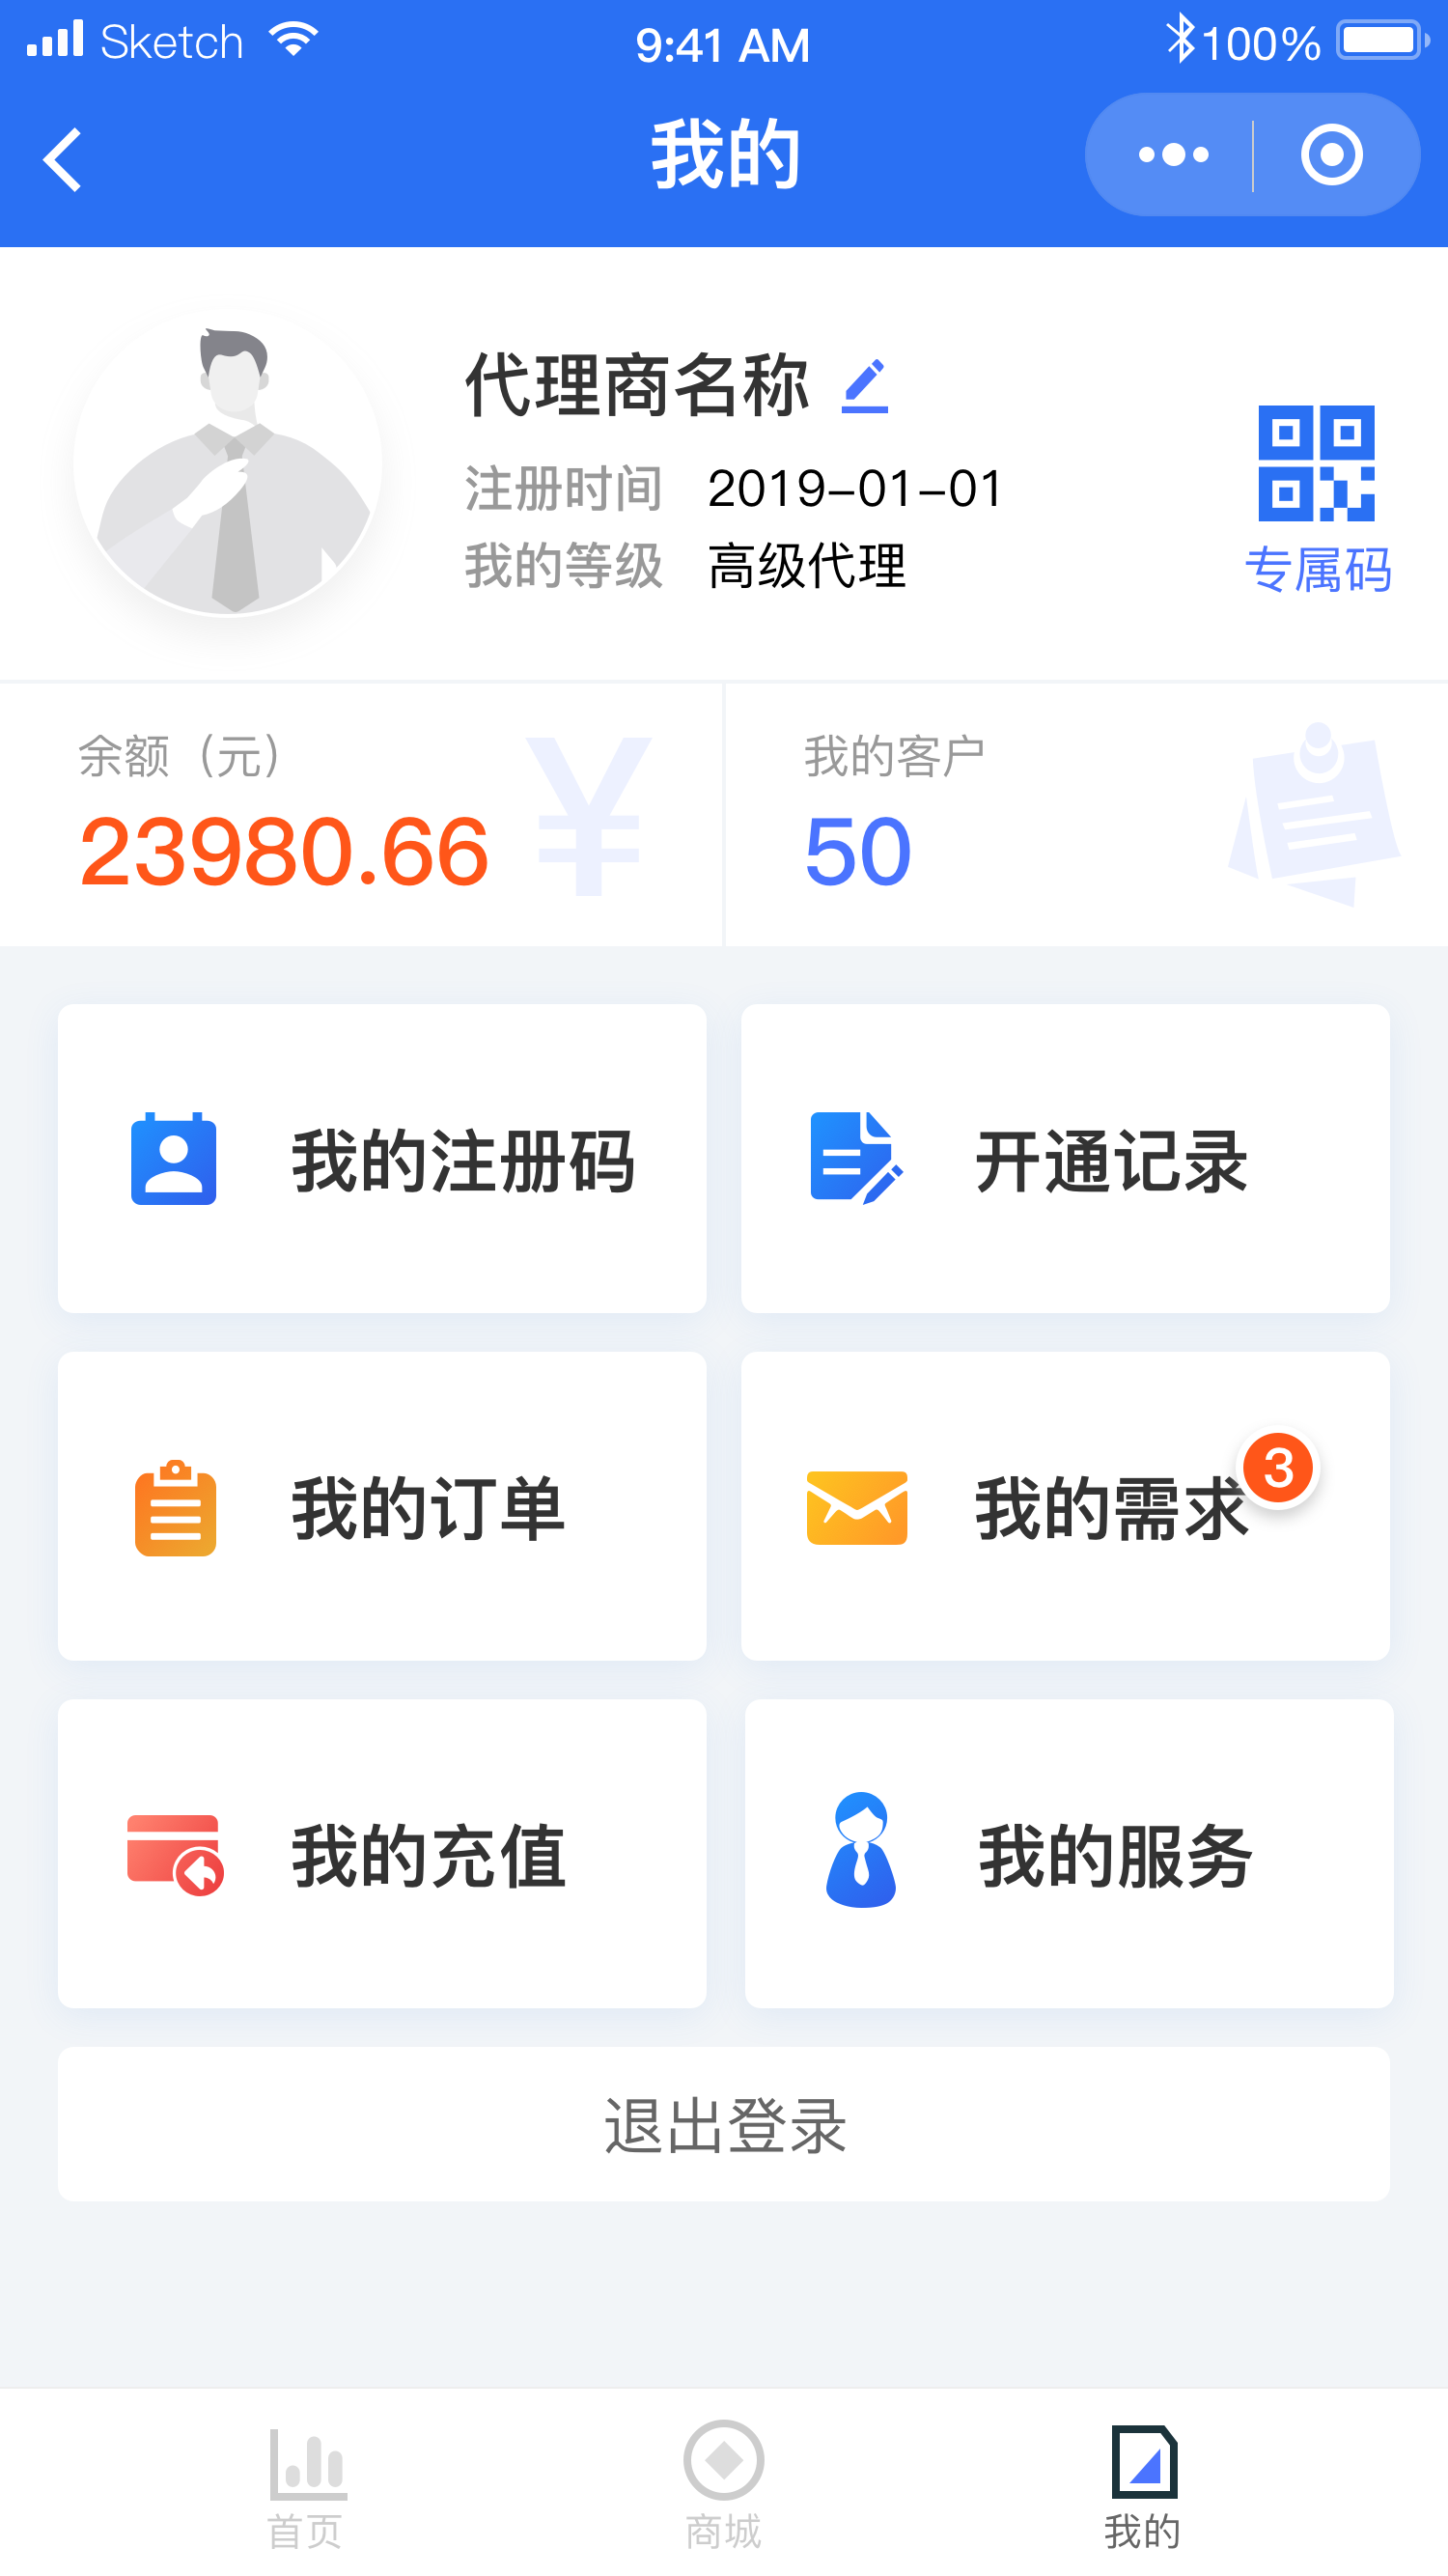 Sketch 9:41 AM 100%
我的
代理商名称
注册时间 2019-01-01
我的等级 高级代理
专属码
余额（元） 我的客户
23980.66 50
我的注册码 开通记录
我的订单 我的需求 3
我的充值 我的服务
退出登录
首页 商城 我的